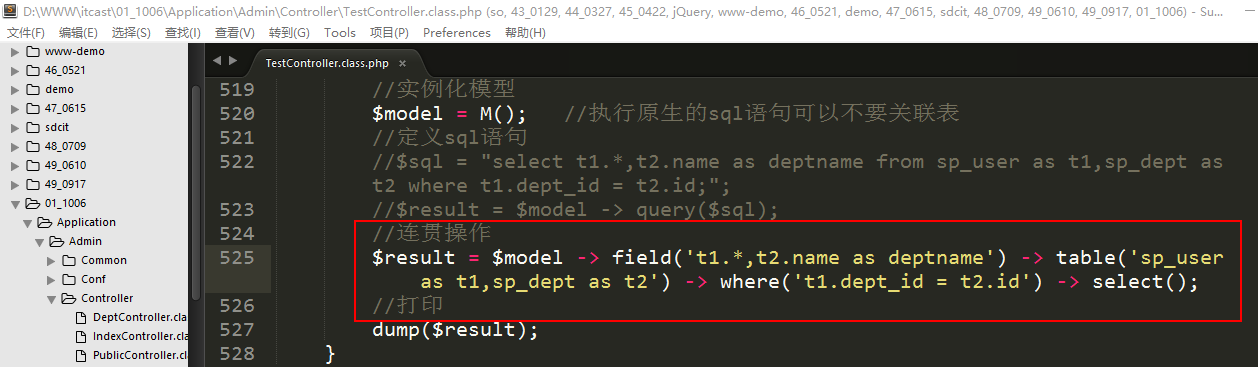 D:\WWW\itcast\01_1006\Application\Admin\Controller\TestController.class.php (so, 43_0129, 44_0327, 45_0422, jQuery, www-demo, 46_0521, demo, 47_0615, sdcit, 48_0709, 49_0610, 49_0917, 01_1006) - Su...
文件(F) 编辑(E) 选择(S) 查找(I) 查看(V) 转到(G) Tools 项目(P) Preferences 帮助(H)
www-demo
46_0521
demo
47_0615
sdcit
48_0709
49_0610
49_0917
01_1006
Application
Admin
Common
Conf
Controller
DeptController.cla
IndexController.cl
PublicController.cl
TestController.class.php ×
519 //实例化模型
520 $model = M(); //执行原生的sql语句可以不要关联表
521 //定义sql语句
522 //$sql = "select t1.*,t2.name as deptname from sp_user as t1,sp_dept as
t2 where t1.dept_id = t2.id;";
523 //$result = $model -> query($sql);
524 //连贯操作
525 $result = $model -> field('t1.*,t2.name as deptname') -> table('sp_user
as t1,sp_dept as t2') -> where('t1.dept_id = t2.id') -> select();
526 //打印
527 dump($result);
528 }